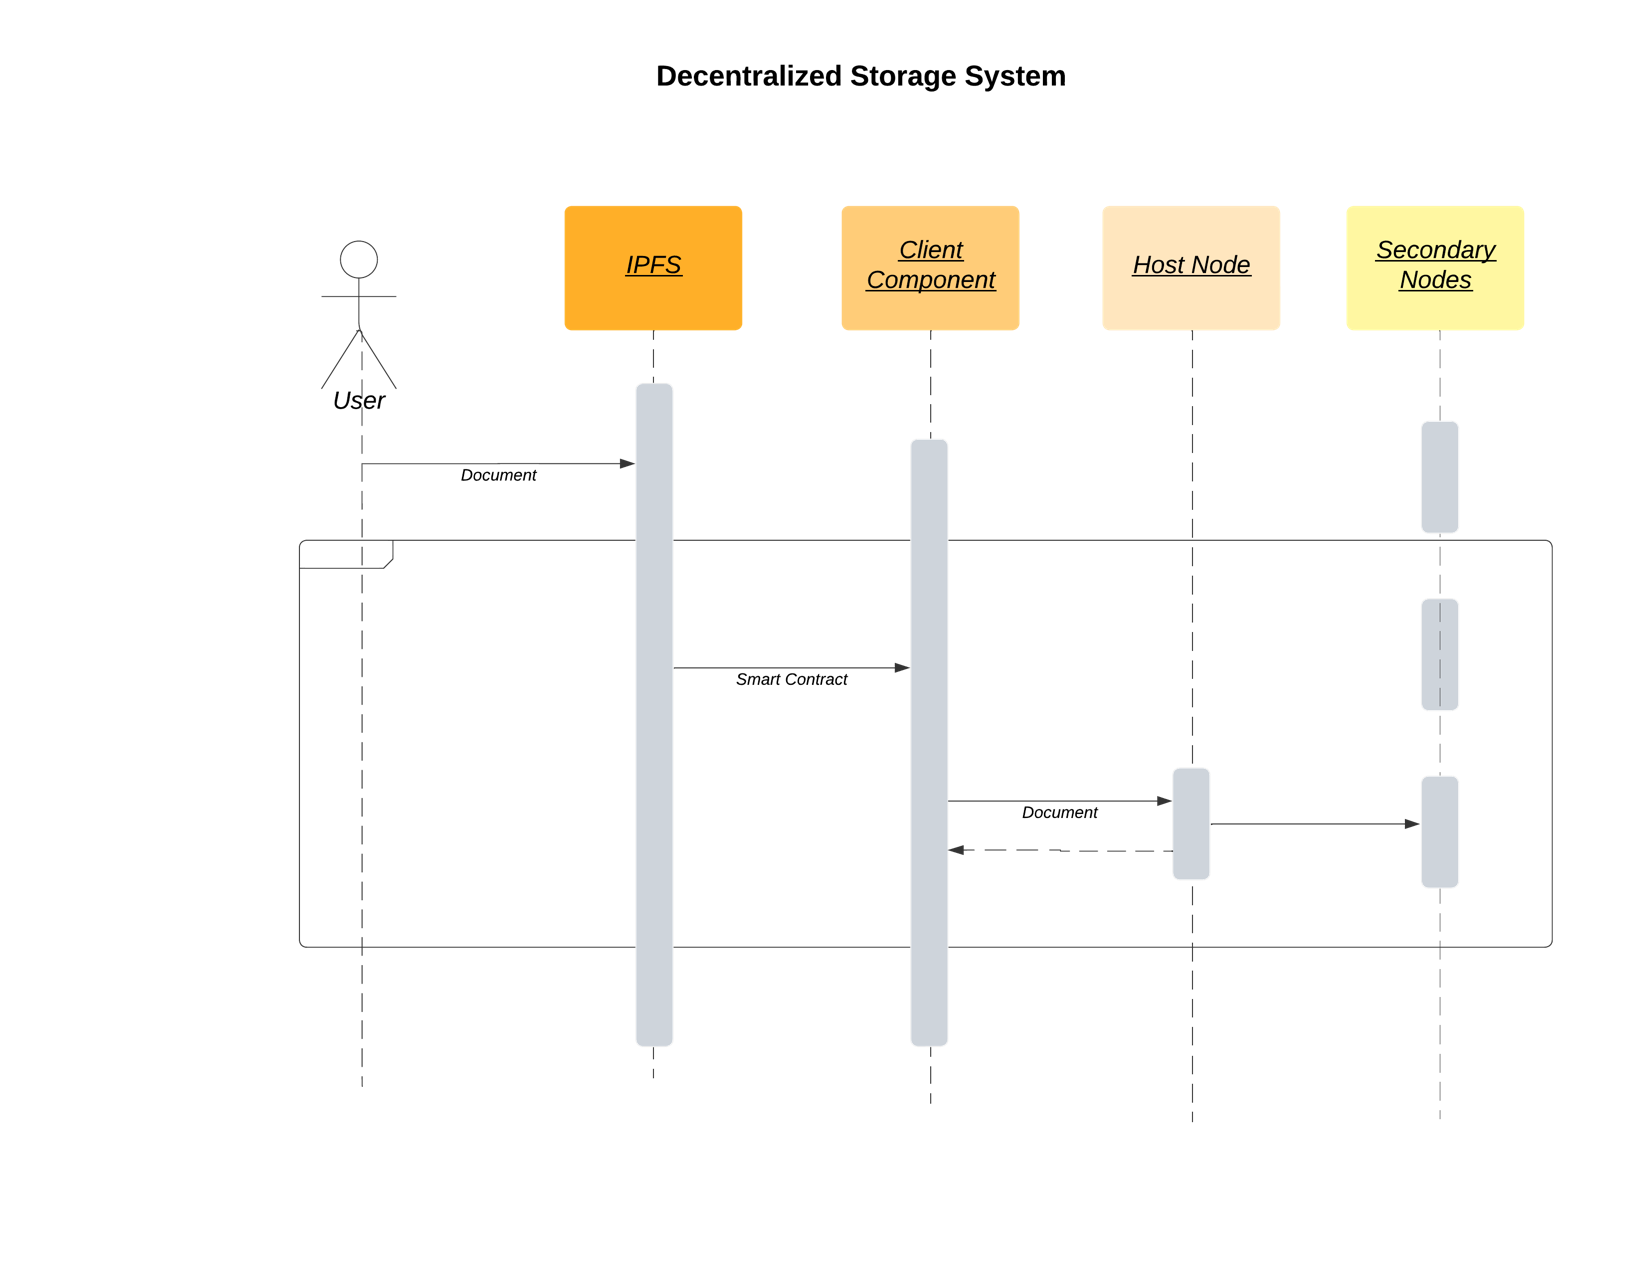 Decentralized Storage System
User
IPFS
Client
Component
Host Node
Secondary
Nodes
Document
Smart Contract
Document